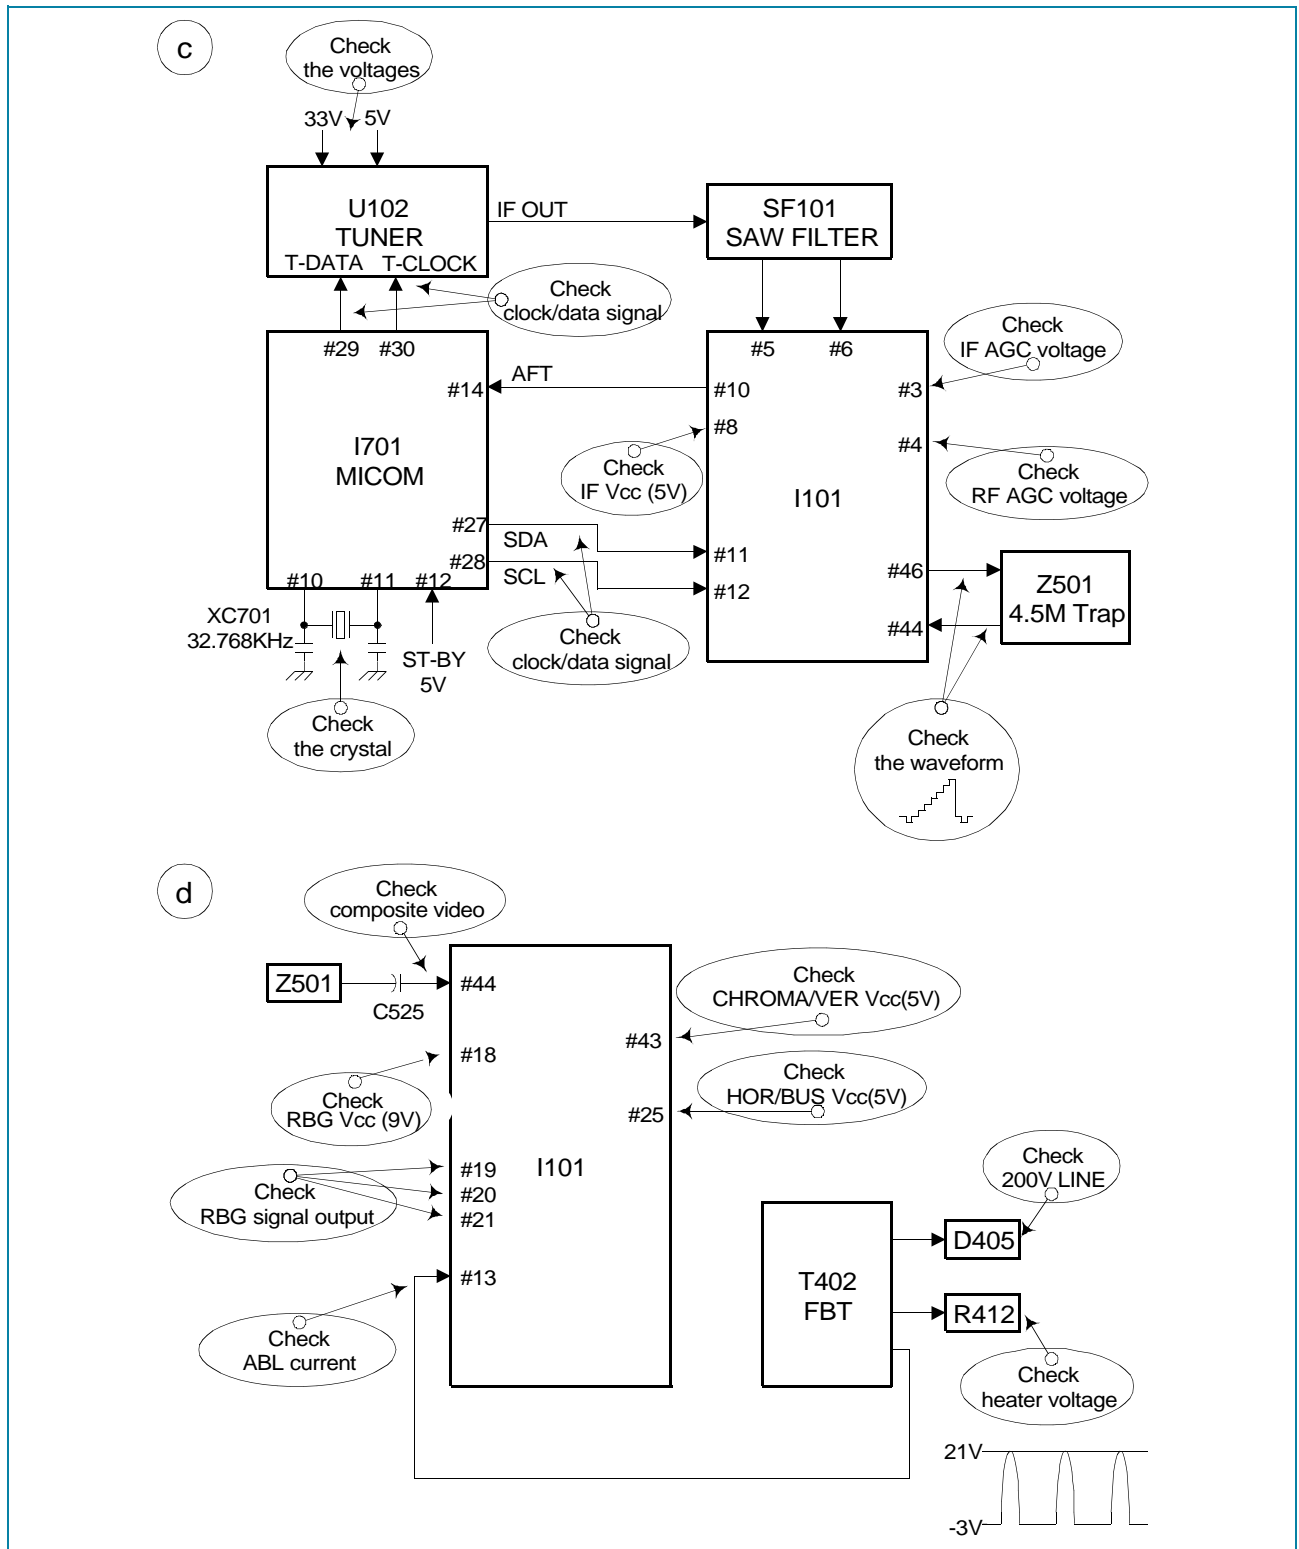 c
Check
the voltages
33V
5V
U102
TUNER
T-DATA
T-CLOCK
IF OUT
SF101
SAW FILTER
Check
clock/data signal
#29
#30
#14
AFT
I701
MICOM
#27
#28
SDA
SCL
#10
#11
#12
XC701
32.768KHz
ST-BY
5V
Check
the crystal
Check
clock/data signal
#5
#6
#10
#8
#3
#4
Check
IF AGC voltage
Check
IF Vcc (5V)
Check
RF AGC voltage
I101
#11
#12
#46
#44
Z501
4.5M Trap
Check
the waveform
d
Check
composite video
Z501
C525
#44
#18
Check
RBG Vcc (9V)
#43
Check
CHROMA/VER Vcc(5V)
#25
Check
HOR/BUS Vcc(5V)
I101
#19
#20
#21
Check
RBG signal output
#13
Check
ABL current
T402
FBT
Check
200V LINE
D405
R412
Check
heater voltage
21V
-3V